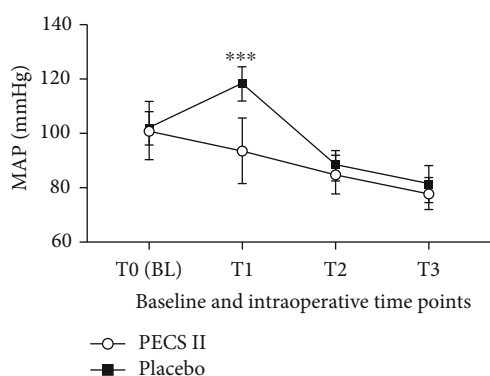 140
120
100
80
60
MAP (mmHg)
***
T0 (BL) T1 T2 T3
Baseline and intraoperative time points
PECS II
Placebo